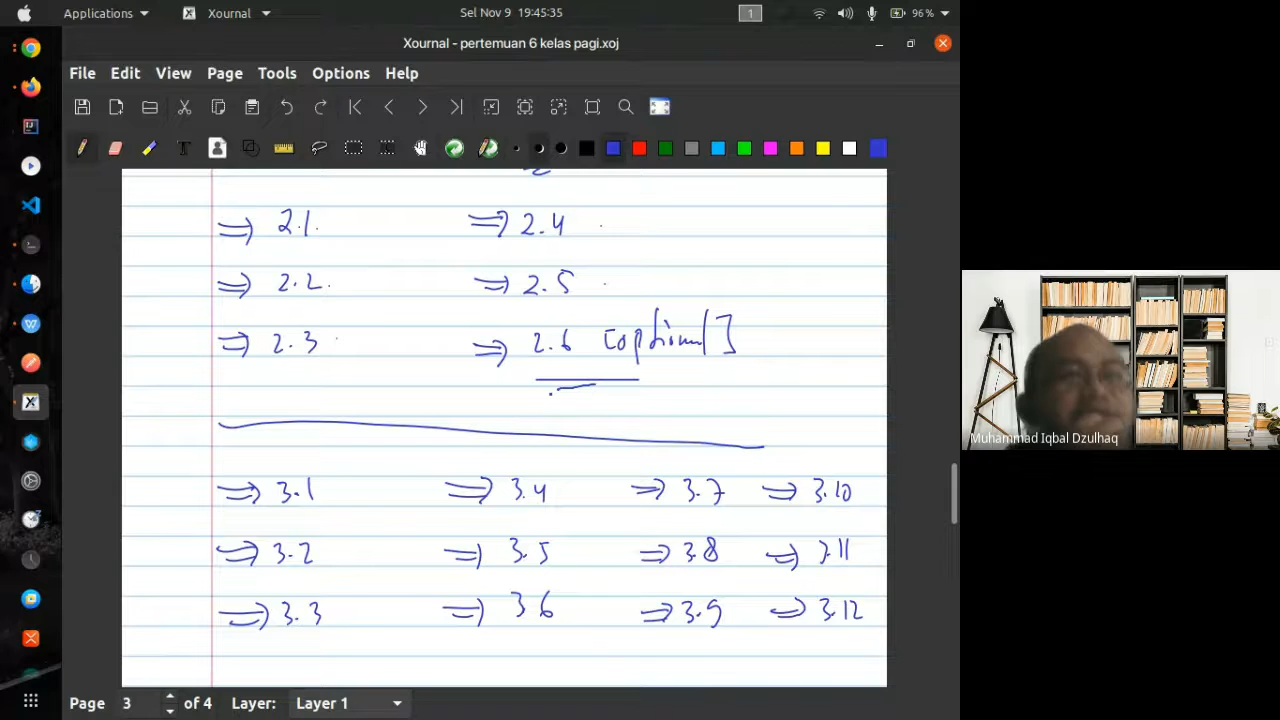 Applications Xournal Sel Nov 9 19:45:35 1 96%
Xournal - pertemuan 6 kelas pagi.xoj
File Edit View Page Tools Options Help
⇒ 2.1. ⇒ 2.4 .
⇒ 2.2. ⇒ 2.5 .
⇒ 2.3 . ⇒ 2.6 [optional]
Muhammad Iqbal Dzulhaq
⇒ 3.1 ⇒ 3.4 ⇒ 3.7 ⇒ 3.10
⇒ 3.2 ⇒ 3.5 ⇒ 3.8 ⇒ 3.11
⇒ 3.3 ⇒ 3.6 ⇒ 3.9 ⇒ 3.12
Page 3 of 4 Layer: Layer 1